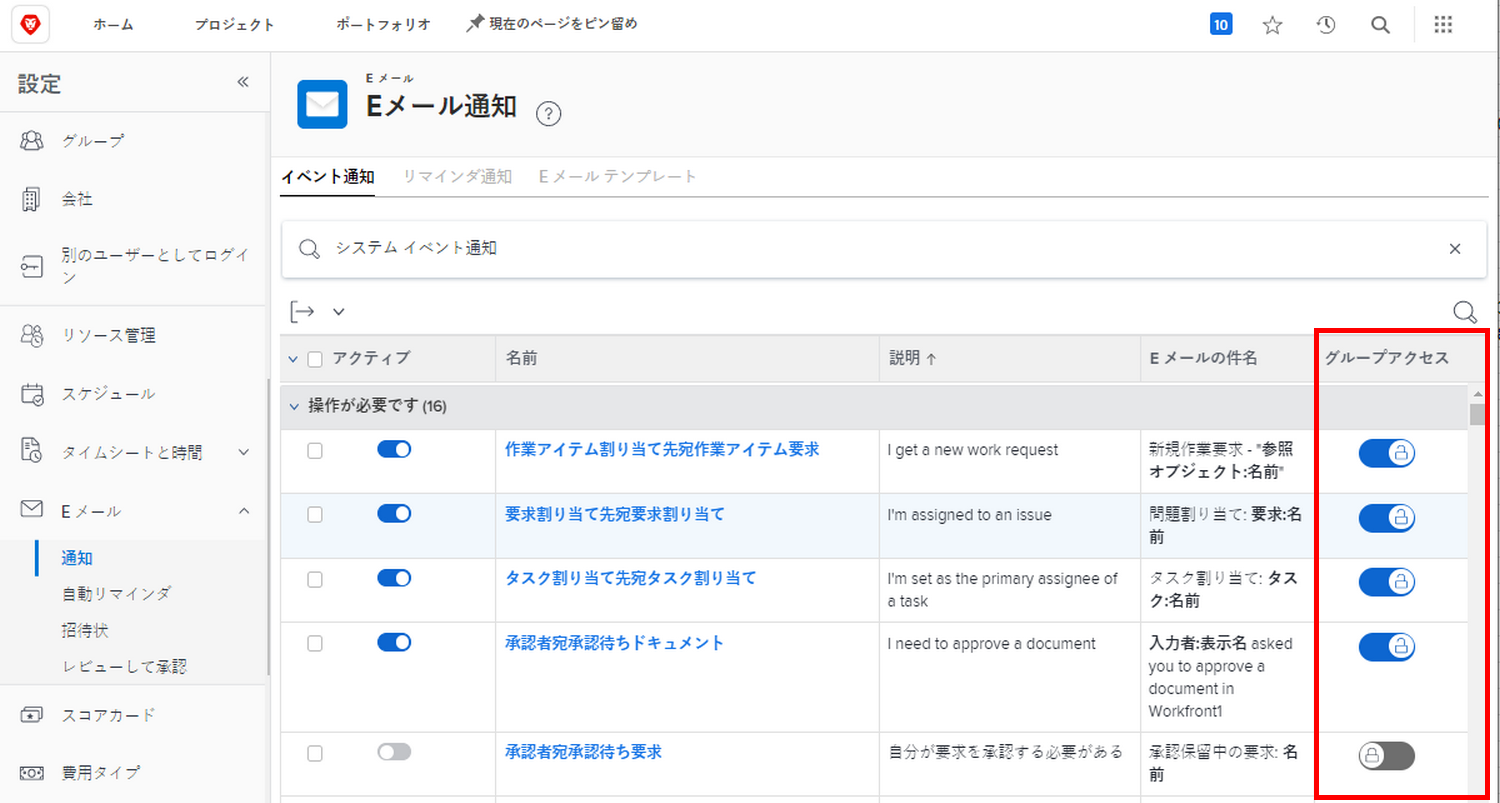 ホーム
プロジェクト
ポートフォリオ
現在のページをピン留め
10
設定
グループ
会社
別のユーザーとしてログイ
ン
リソース管理
スケジュール
タイムシートと時間
E メール
通知
自動リマインダ
招待状
レビューして承認
スコアカード
費用タイプ
E メール
Eメール通知
?
イベント通知
リマインダ通知
E メール テンプレート
システム イベント通知
アクティブ
名前
説明 ↑
E メールの件名
グループアクセス
操作が必要です (16)
作業アイテム割り当て先宛作業アイテム要求
I get a new work request
新規作業要求 - "参照
オブジェクト:名前"
要求割り当て先宛要求割り当て
I'm assigned to an issue
問題割り当て: 要求:名
前
タスク割り当て先宛タスク割り当て
I'm set as the primary assignee of
a task
タスク割り当て: タス
ク:名前
承認者宛承認待ちドキュメント
I need to approve a document
入力者:表示名 asked
you to approve a
document in
Workfront1
承認者宛承認待ち要求
自分が要求を承認する必要がある
承認保留中の要求: 名
前